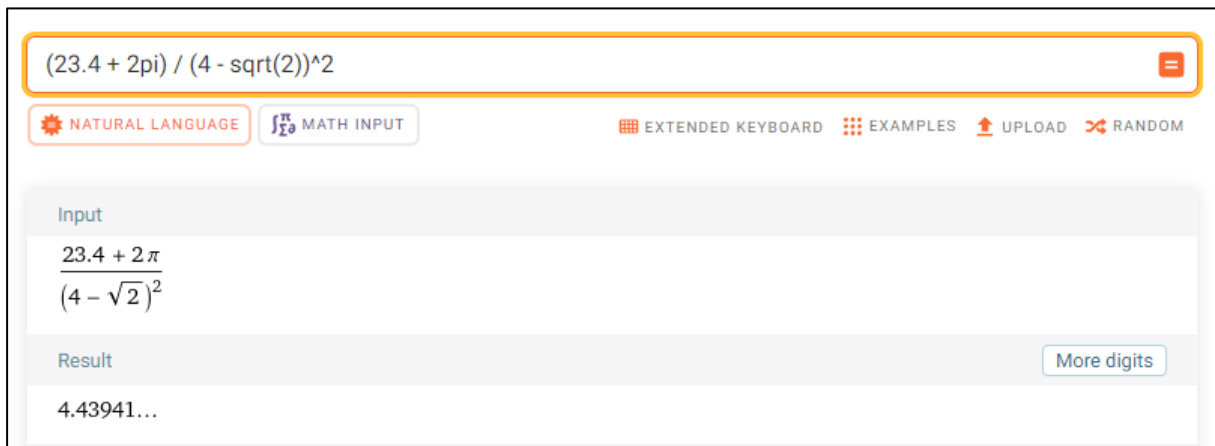 (23.4 + 2pi) / (4 - sqrt(2))^2
NATURAL LANGUAGE ∫Σ∂π MATH INPUT EXTENDED KEYBOARD EXAMPLES UPLOAD RANDOM
Input
23.4 + 2 π
(4 − √2)²
Result More digits
4.43941…